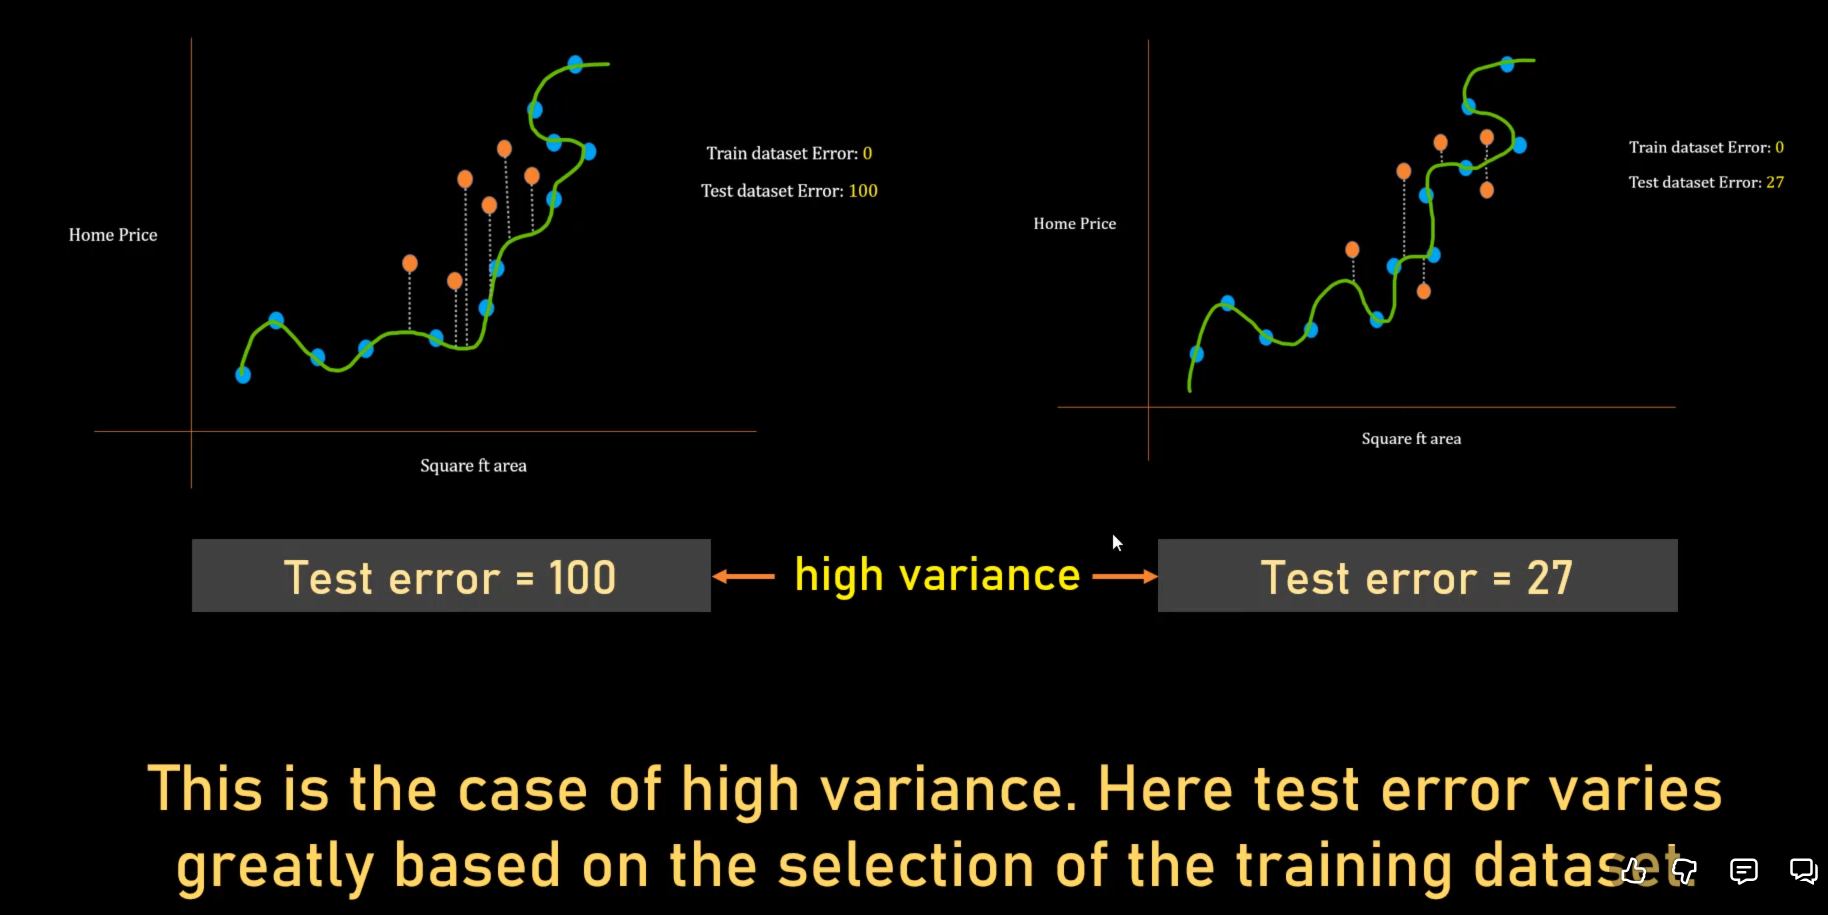 Home Price
Train dataset Error: 0
Test dataset Error: 100
Square ft area
Home Price
Train dataset Error: 0
Test dataset Error: 27
Square ft area
Test error = 100
high variance
Test error = 27
This is the case of high variance. Here test error varies
greatly based on the selection of the training dataset.